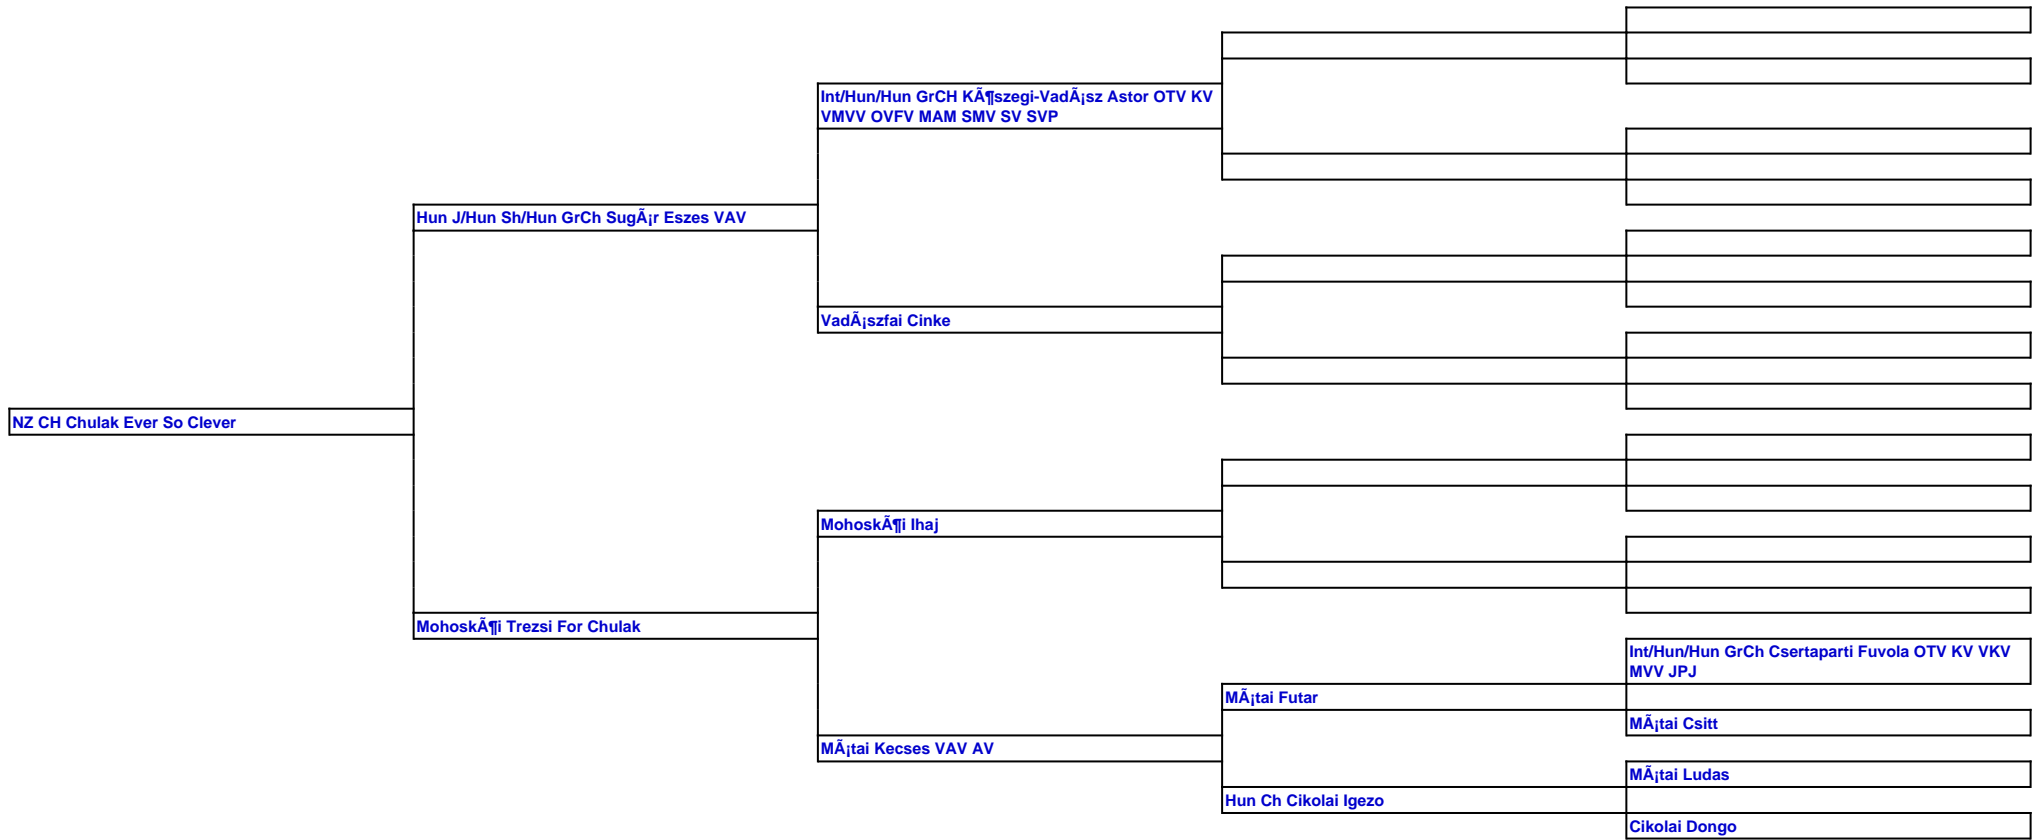 Int/Hun/Hun GrCH KÃ¶szegi-VadÃ¡sz Astor OTV KV
VMVV OVFV MAM SMV SV SVP
Hun J/Hun Sh/Hun GrCh SugÃ¡r Eszes VAV
VadÃ¡szfai Cinke
NZ CH Chulak Ever So Clever
MohoskÃ¶i Ihaj
MohoskÃ¶i Trezsi For Chulak
Int/Hun/Hun GrCh Csertaparti Fuvola OTV KV VKV
MVV JPJ
MÃ¡tai Futar
MÃ¡tai Csitt
MÃ¡tai Kecses VAV AV
MÃ¡tai Ludas
Hun Ch Cikolai Igezo
Cikolai Dongo